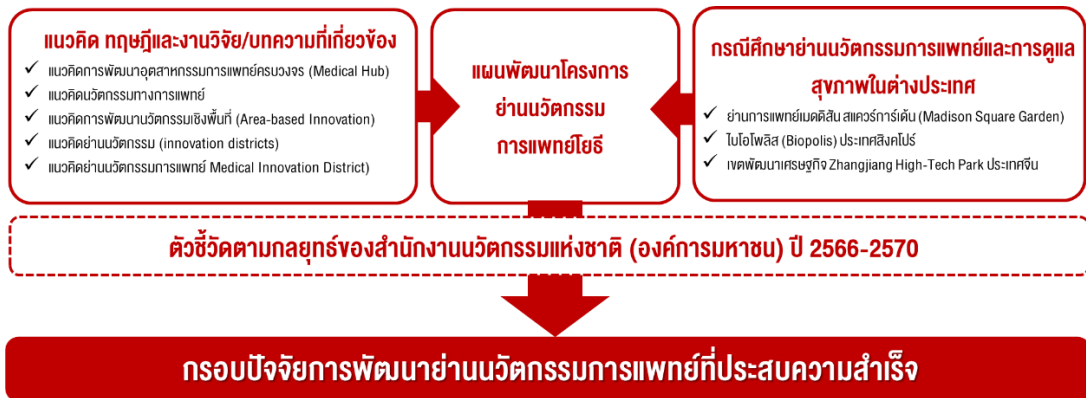 แนวคิด ทฤษฎีและงานวิจัย/บทความที่เกี่ยวข้อง
✓ แนวคิดการพัฒนาอุตสาหกรรมการแพทย์ครบวงจร (Medical Hub)
✓ แนวคิดนวัตกรรมทางการแพทย์
✓ แนวคิดการพัฒนานวัตกรรมเชิงพื้นที่ (Area-based Innovation)
✓ แนวคิดย่านนวัตกรรม (innovation districts)
✓ แนวคิดย่านนวัตกรรมการแพทย์ Medical Innovation District)
แผนพัฒนาโครงการ
ย่านนวัตกรรม
การแพทย์โยธี
กรณีศึกษาย่านนวัตกรรมการแพทย์และการดูแล
สุขภาพในต่างประเทศ
✓ ย่านการแพทย์เมดดิสัน สแควร์การ์เด้น (Madison Square Garden)
✓ ไบโอโพลิส (Biopolis) ประเทศสิงคโปร์
✓ เขตพัฒนาเศรษฐกิจ Zhangjiang High-Tech Park ประเทศจีน
ตัวชี้วัดตามกลยุทธ์ของสำนักงานนวัตกรรมแห่งชาติ (องค์การมหาชน) ปี 2566-2570
กรอบปัจจัยการพัฒนาย่านนวัตกรรมการแพทย์ที่ประสบความสำเร็จ